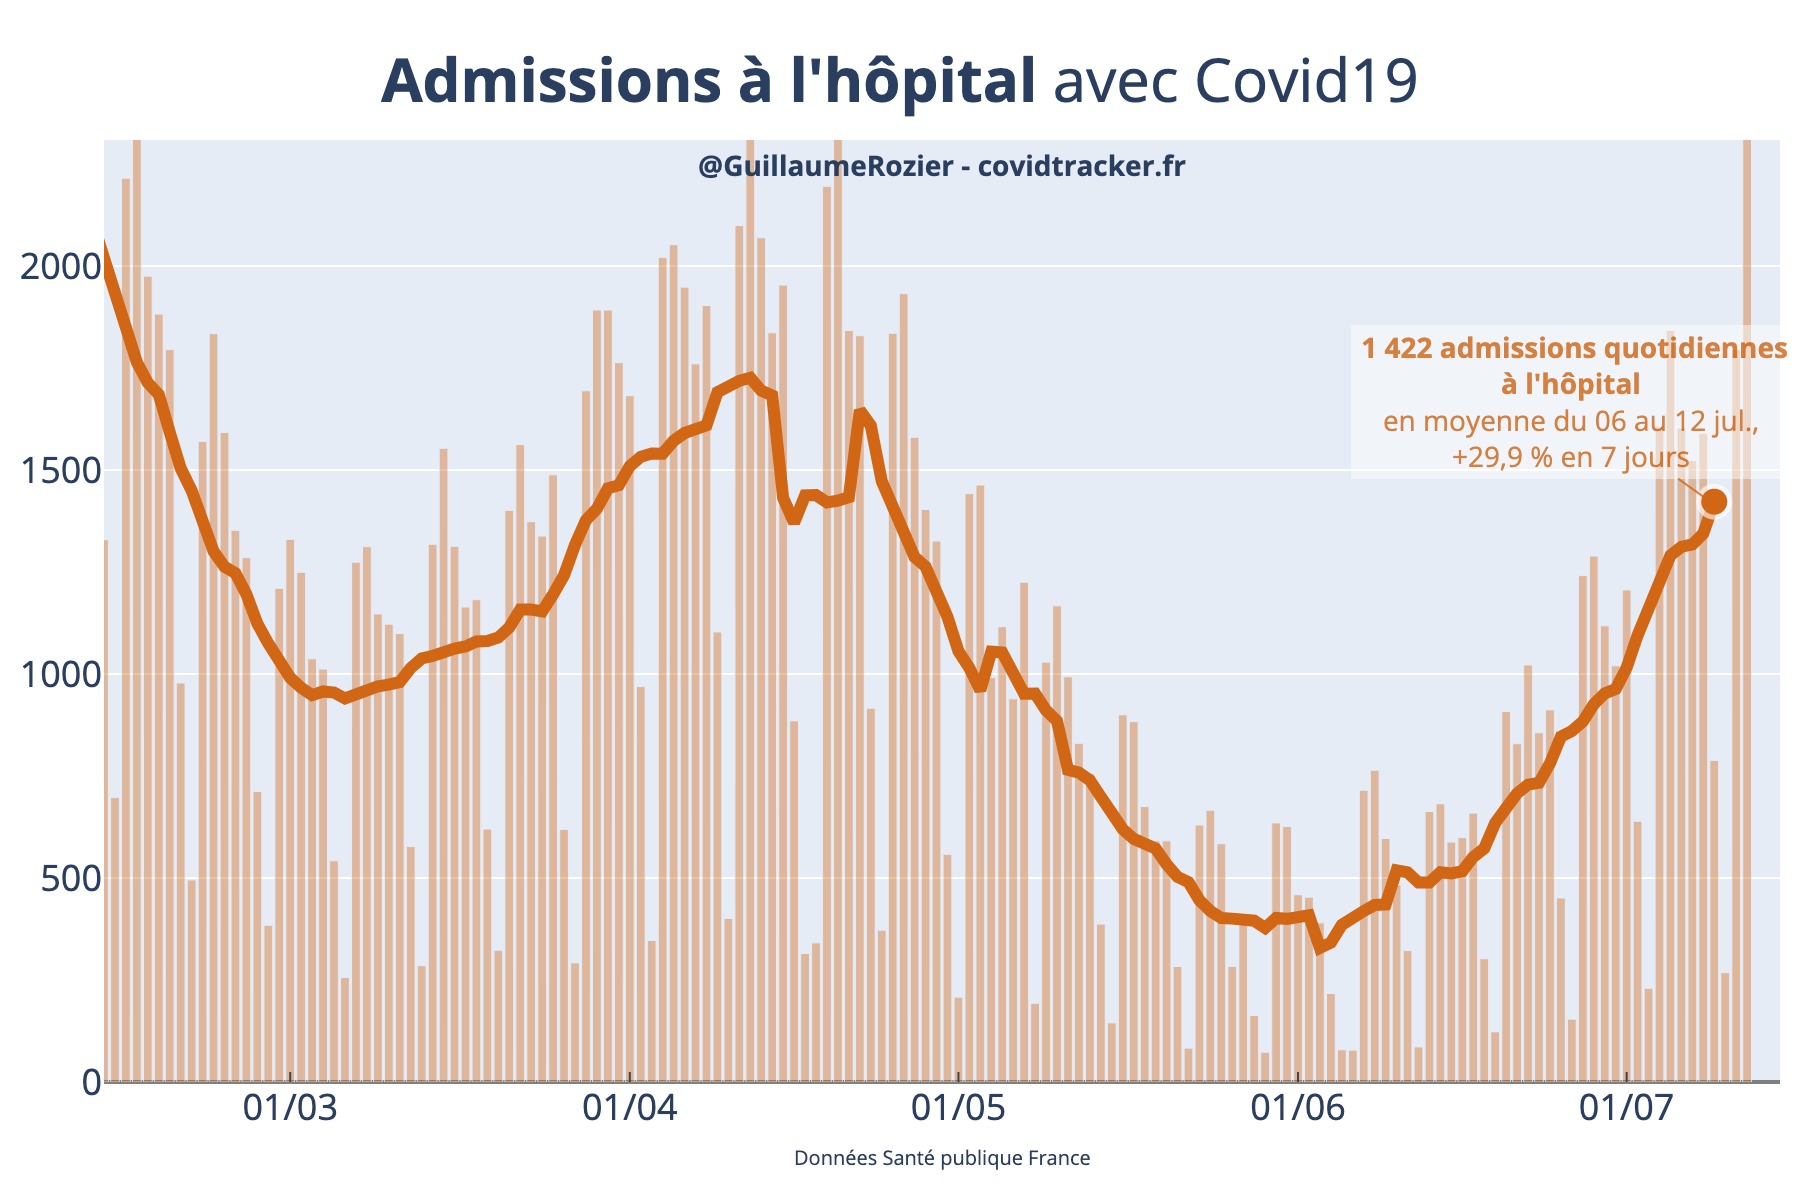 Admissions à l'hôpital avec Covid19
@GuillaumeRozier - covidtracker.fr
2000
1 422 admissions quotidiennes
à l'hôpital
en moyenne du 06 au 12 jul.,
+29,9 % en 7 jours
1500
1000
500
0
01/03 01/04 01/05 01/06 01/07
Données Santé publique France